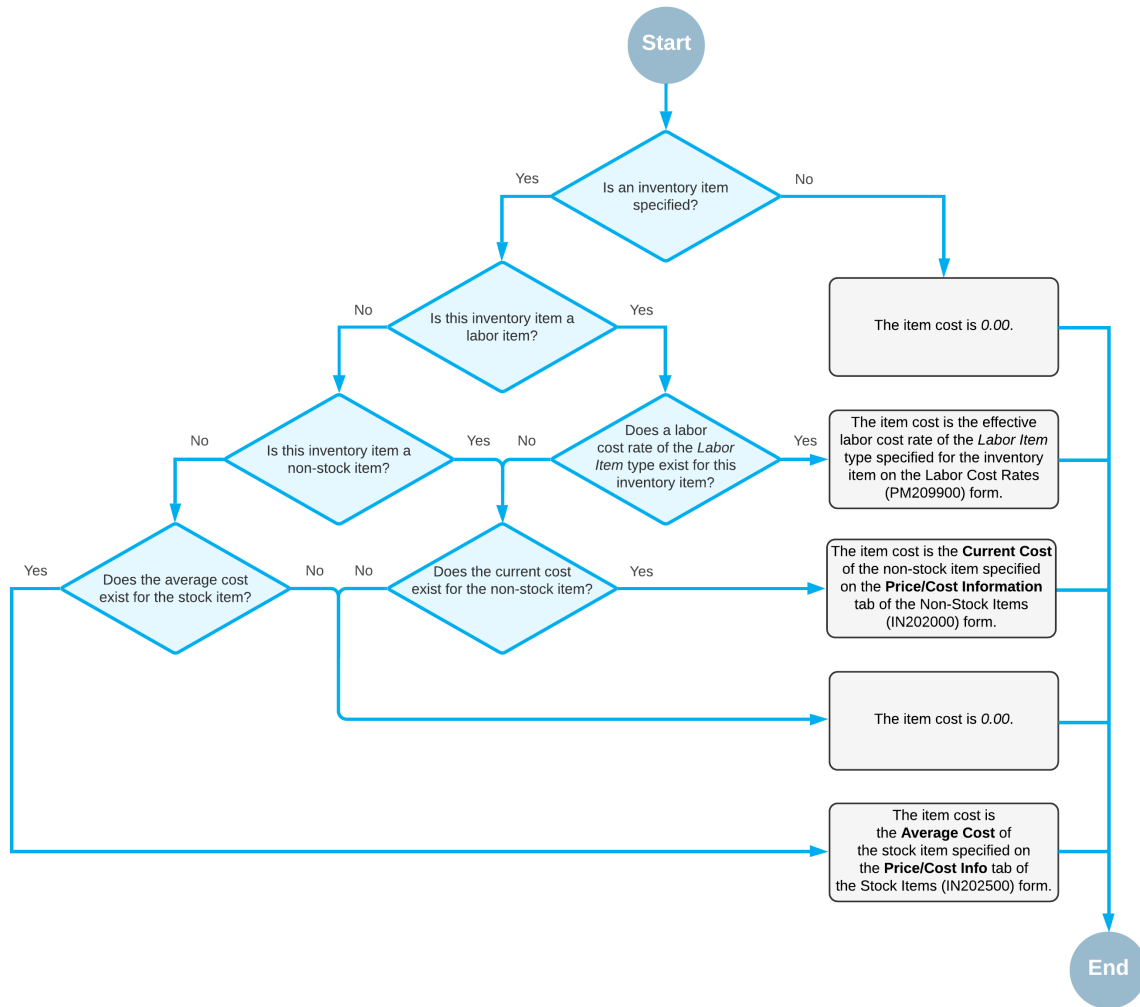 Start
Is an inventory item
specified?
Yes
No
Is this inventory item a
labor item?
No
Yes
The item cost is 0.00.
Is this inventory item a
non-stock item?
No
Yes
Does a labor
cost rate of the Labor
Item type exist for this
inventory item?
No
Yes
The item cost is the effective
labor cost rate of the Labor Item
type specified for the inventory
item on the Labor Cost Rates
(PM209900) form.
Yes
Does the average cost
exist for the stock item?
No
No
Does the current cost
exist for the non-stock item?
Yes
The item cost is the Current Cost
of the non-stock item specified
on the Price/Cost Information
tab of the Non-Stock Items
(IN202000) form.
The item cost is 0.00.
The item cost is
the Average Cost of
the stock item specified on
the Price/Cost Info tab of
the Stock Items (IN202500) form.
End